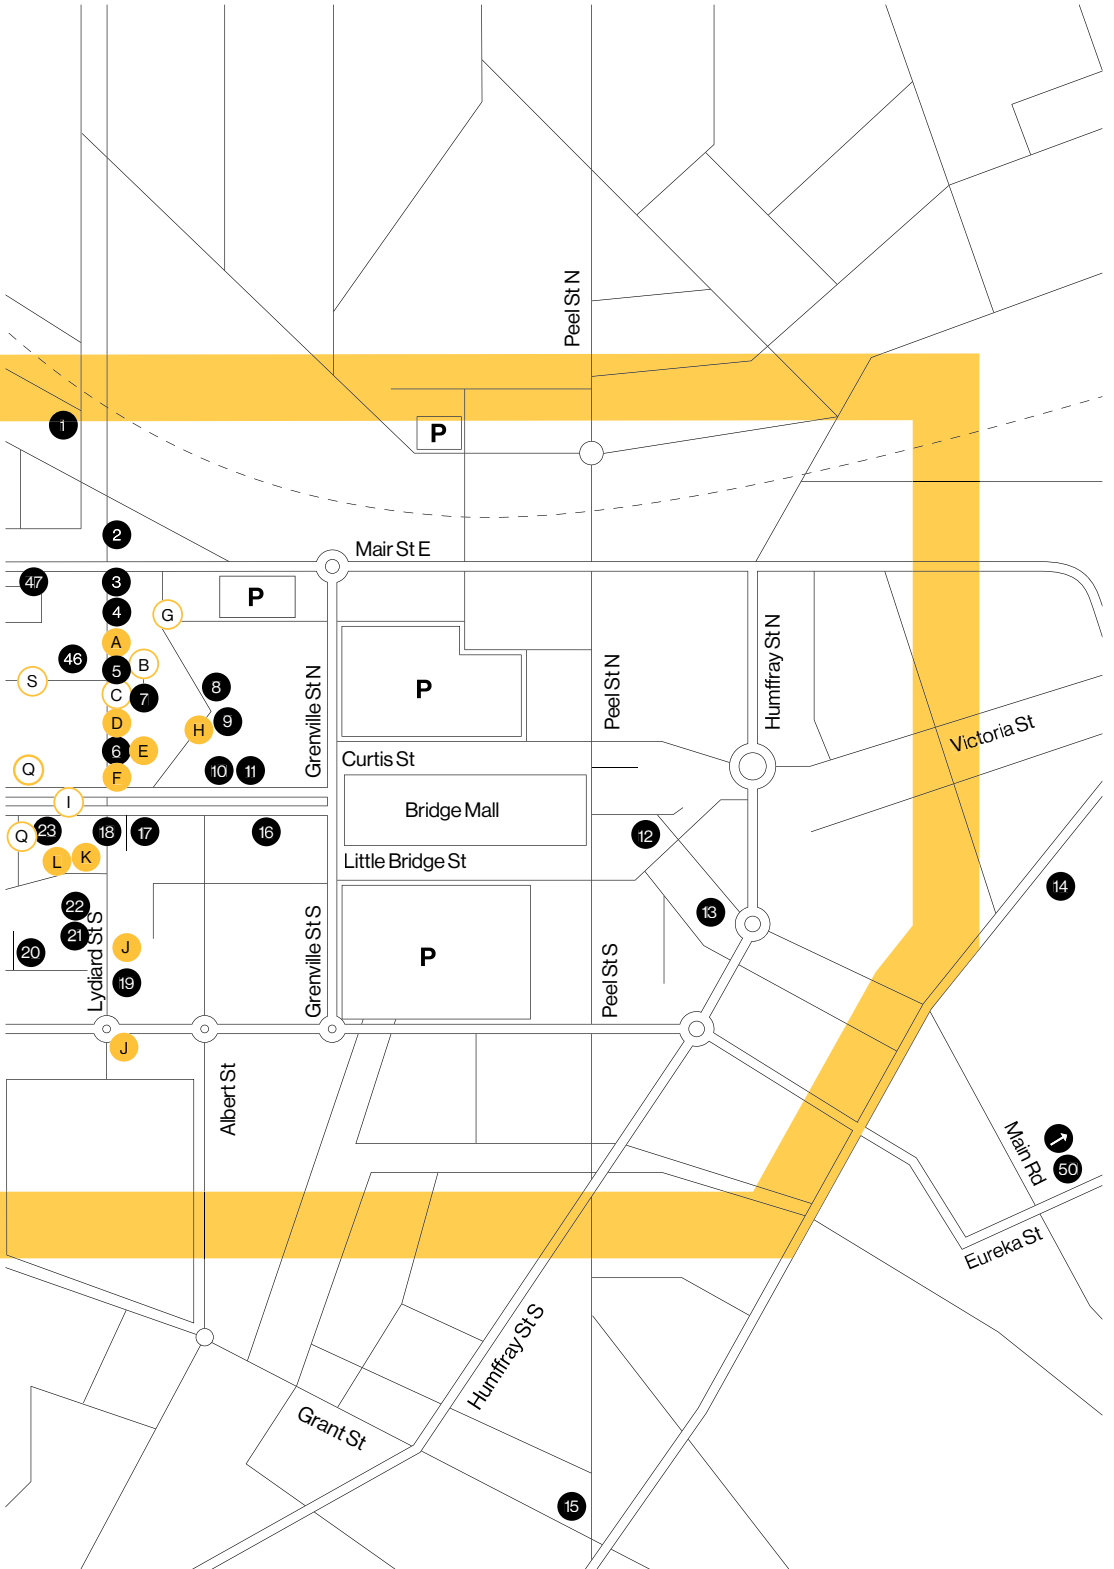 Peel St N
P
1
2
Mair St E
47
3
P
G
4
A
Humffray St N
46
B
5
S
P
8
C
7
Peel St N
Grenville St N
D
9
H
Victoria St
6
E
Curtis St
Q
10
11
F
I
Bridge Mall
Q
23
18
17
16
12
L
K
Little Bridge St
14
22
13
21
J
20
Lydiard St S
P
Grenville St S
Peel St S
19
J
Albert St
Main Rd
50
Eureka St
Humffray St S
Grant St
15